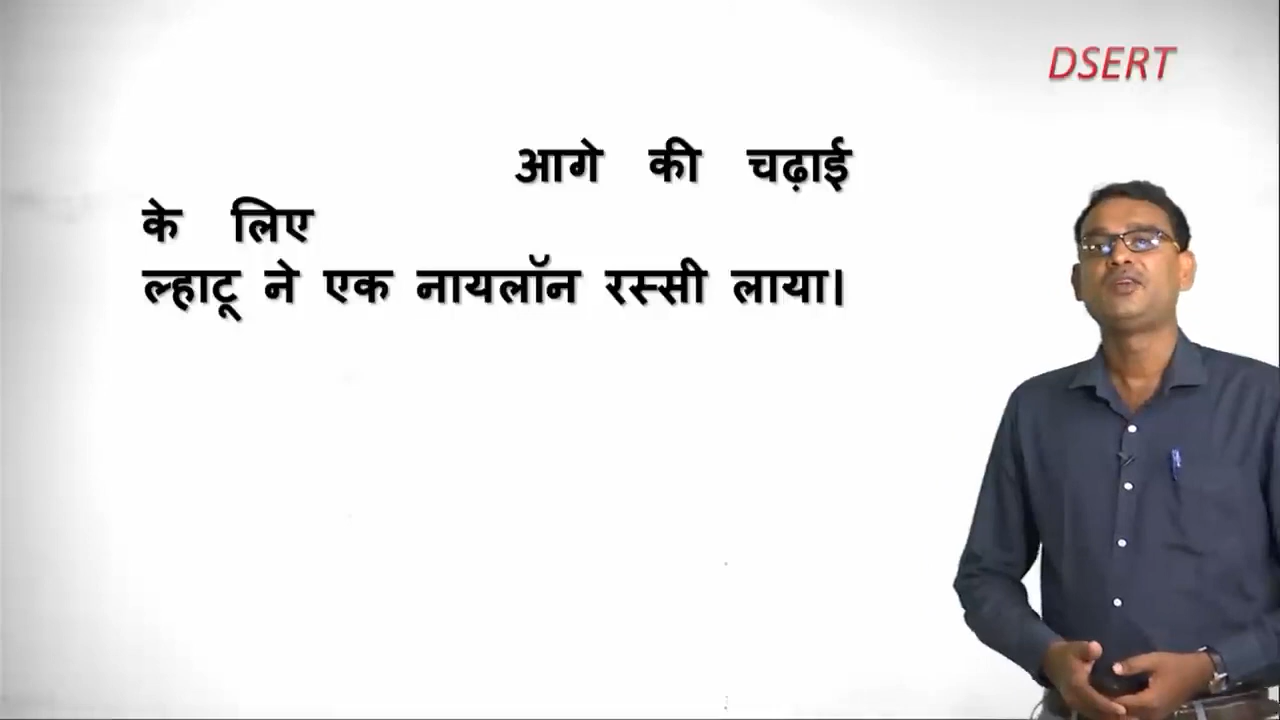 DSERT
आगे की चढ़ाई
के लिए
ल्हाटू ने एक नायलॉन रस्सी लाया।